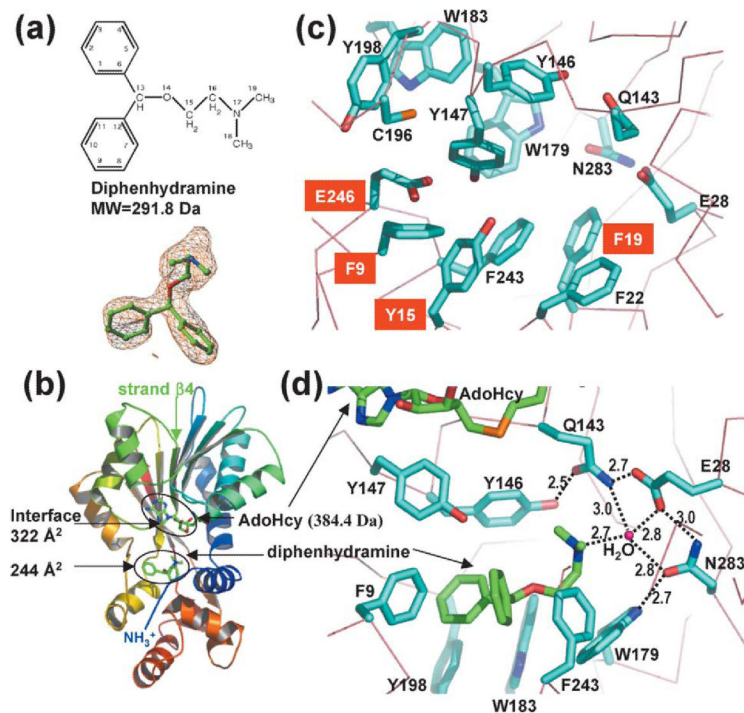 (a)
3
4
2
5
1
6
13
14
16
19
C
H
O
C
H2
N
17
CH3
15
C
H2
CH3
18
11
12
10
7
9
8
Diphenhydramine
MW=291.8 Da
(b)
strand β4
Interface
322 Å2
244 Å2
NH3+
AdoHcy (384.4 Da)
diphenhydramine
(c)
W183
Y198
Y146
Q143
Y147
C196
W179
N283
E246
E28
F19
F9
F243
F22
Y15
(d)
AdoHcy
Q143
E28
Y147
Y146
2.5
2.7
3.0
3.0
2.7
2.8
H2O
2.8
N283
F9
2.7
W179
Y198
F243
W183